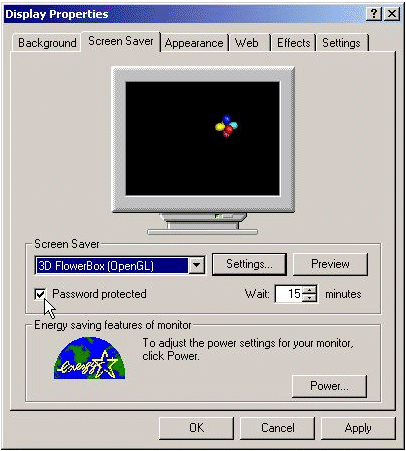 Display Properties
Background Screen Saver Appearance Web Effects Settings
Screen Saver
3D FlowerBox (OpenGL) Settings... Preview
Password protected Wait: 15 minutes
Energy saving features of monitor
To adjust the power settings for your monitor,
click Power.
energy
Power...
OK Cancel Apply